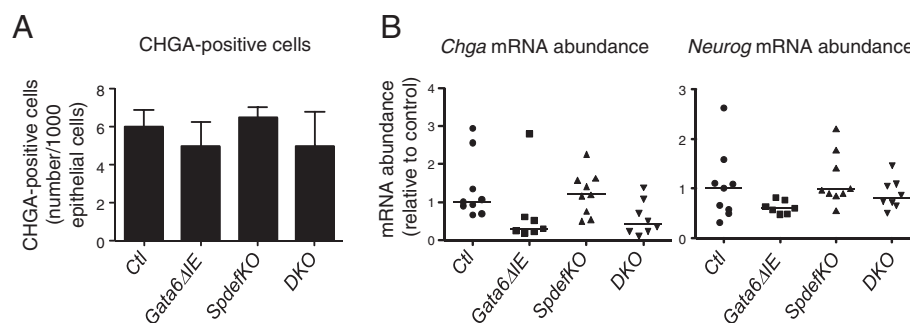 A
CHGA-positive cells
CHGA-positive cells
(number/1000
epithelial cells)
8
6
4
2
0
Ctl
Gata6ΔIE
SpdefKO
DKO
B
Chga mRNA abundance
mRNA abundance
(relative to control)
4
3
2
1
0
Ctl
Gata6ΔIE
SpdefKO
DKO
Neurog mRNA abundance
3
2
1
0
Ctl
Gata6ΔIE
SpdefKO
DKO